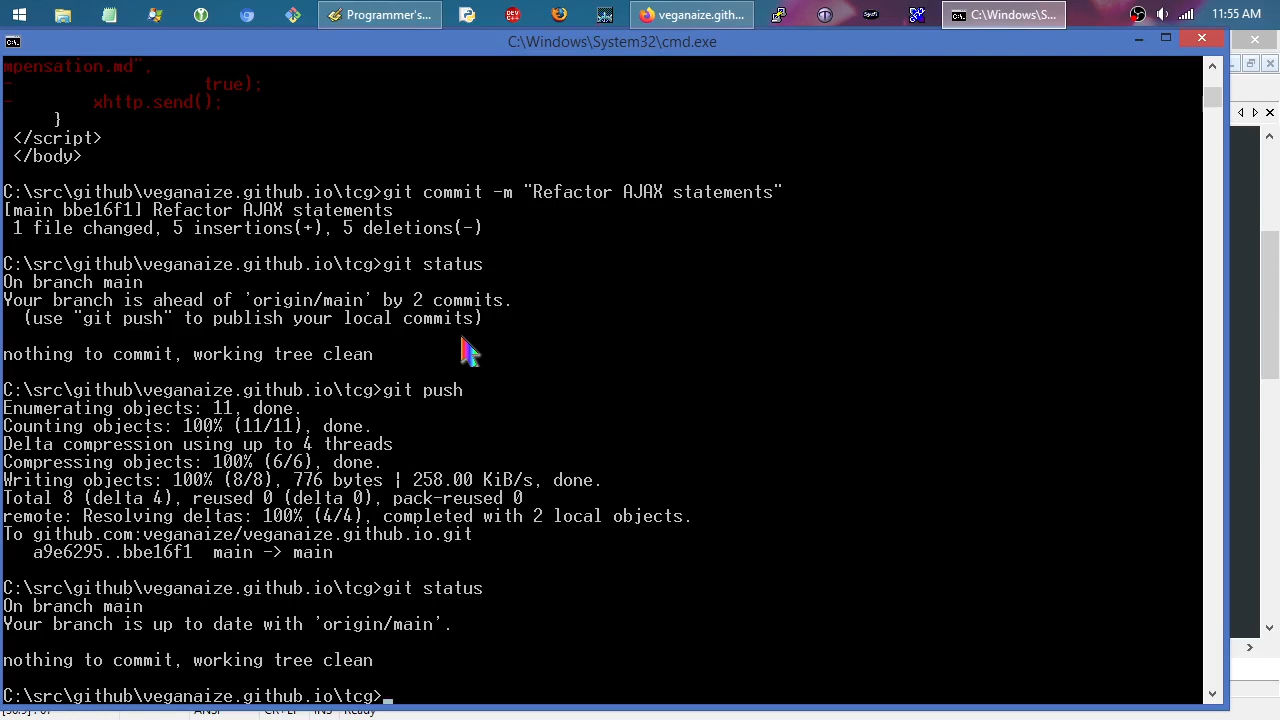 Programmer's...
veganaize.gith...
C:\Windows\S...
11:55 AM
C:\Windows\System32\cmd.exe
mpensation.md",
- true);
- xhttp.send();
}
</script>
</body>
C:\src\github\veganaize.github.io\tcg>git commit -m "Refactor AJAX statements"
[main bbe16f1] Refactor AJAX statements
1 file changed, 5 insertions(+), 5 deletions(-)
C:\src\github\veganaize.github.io\tcg>git status
On branch main
Your branch is ahead of 'origin/main' by 2 commits.
(use "git push" to publish your local commits)
nothing to commit, working tree clean
C:\src\github\veganaize.github.io\tcg>git push
Enumerating objects: 11, done.
Counting objects: 100% (11/11), done.
Delta compression using up to 4 threads
Compressing objects: 100% (6/6), done.
Writing objects: 100% (8/8), 776 bytes | 258.00 KiB/s, done.
Total 8 (delta 4), reused 0 (delta 0), pack-reused 0
remote: Resolving deltas: 100% (4/4), completed with 2 local objects.
To github.com:veganaize/veganaize.github.io.git
a9e6295..bbe16f1 main -> main
C:\src\github\veganaize.github.io\tcg>git status
On branch main
Your branch is up to date with 'origin/main'.
nothing to commit, working tree clean
C:\src\github\veganaize.github.io\tcg>